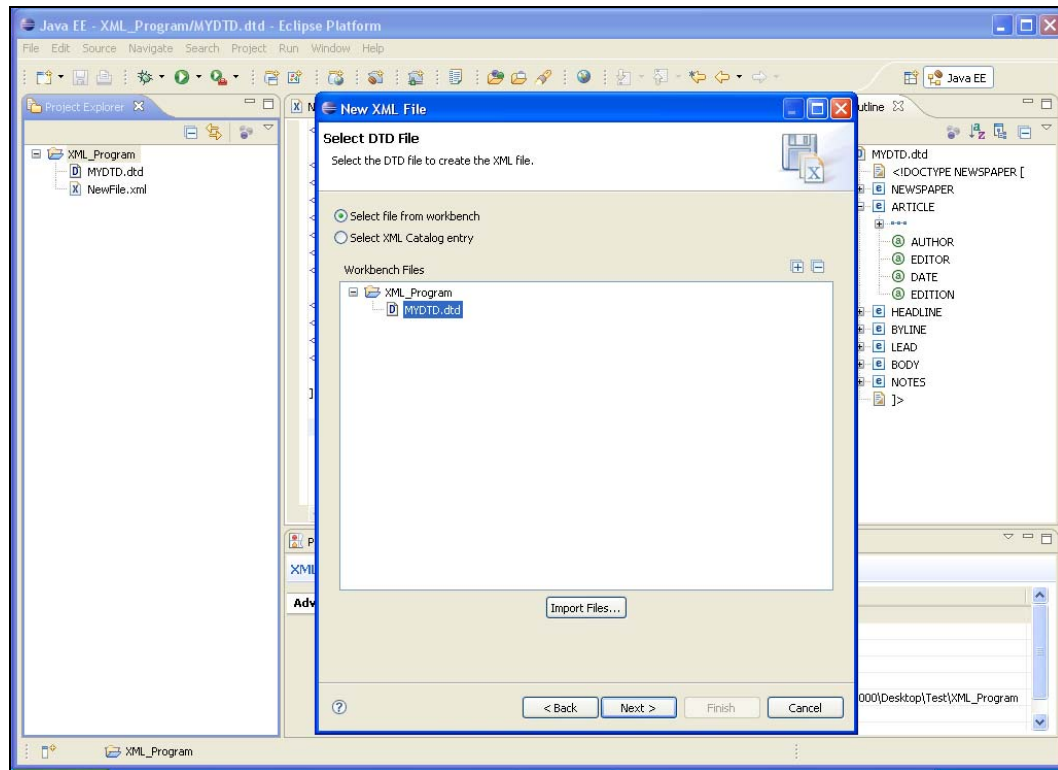 Java EE - XML_Program/MYDTD.dtd - Eclipse Platform
File Edit Source Navigate Search Project Run Window Help
Java EE
Project Explorer
XML_Program
MYDTD.dtd
NewFile.xml
New XML File
Select DTD File
Select the DTD file to create the XML file.
Select file from workbench
Select XML Catalog entry
Workbench Files
XML_Program
MYDTD.dtd
Import Files...
< Back Next > Finish Cancel
utline
MYDTD.dtd
<!DOCTYPE NEWSPAPER [
NEWSPAPER
ARTICLE
AUTHOR
EDITOR
DATE
EDITION
HEADLINE
BYLINE
LEAD
BODY
NOTES
]>
XML
Adv
000\Desktop\Test\XML_Program
XML_Program